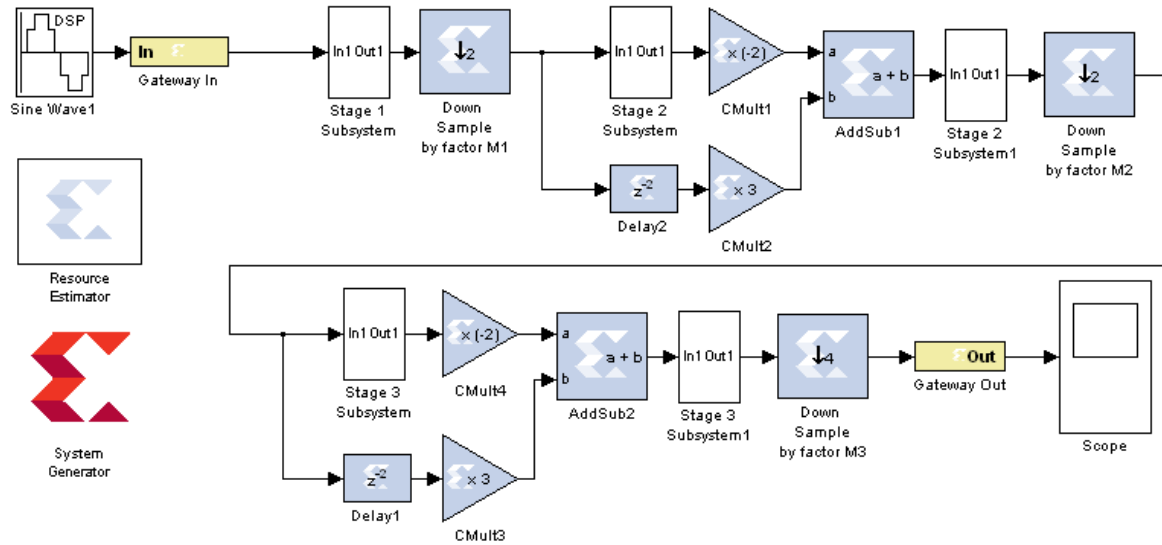 DSP
Sine Wave1
In
Gateway In
In1 Out1
Stage 1
Subsystem
↓2
Down
Sample
by factor M1
In1 Out1
Stage 2
Subsystem
x (-2)
CMult1
a
b
a + b
AddSub1
In1 Out1
Stage 2
Subsystem1
↓2
Down
Sample
by factor M2
z-2
Delay2
x 3
CMult2
Resource
Estimator
System
Generator
In1 Out1
Stage 3
Subsystem
x (-2)
CMult4
a
b
a + b
AddSub2
In1 Out1
Stage 3
Subsystem1
↓4
Down
Sample
by factor M3
Out
Gateway Out
Scope
z-2
Delay1
x 3
CMult3